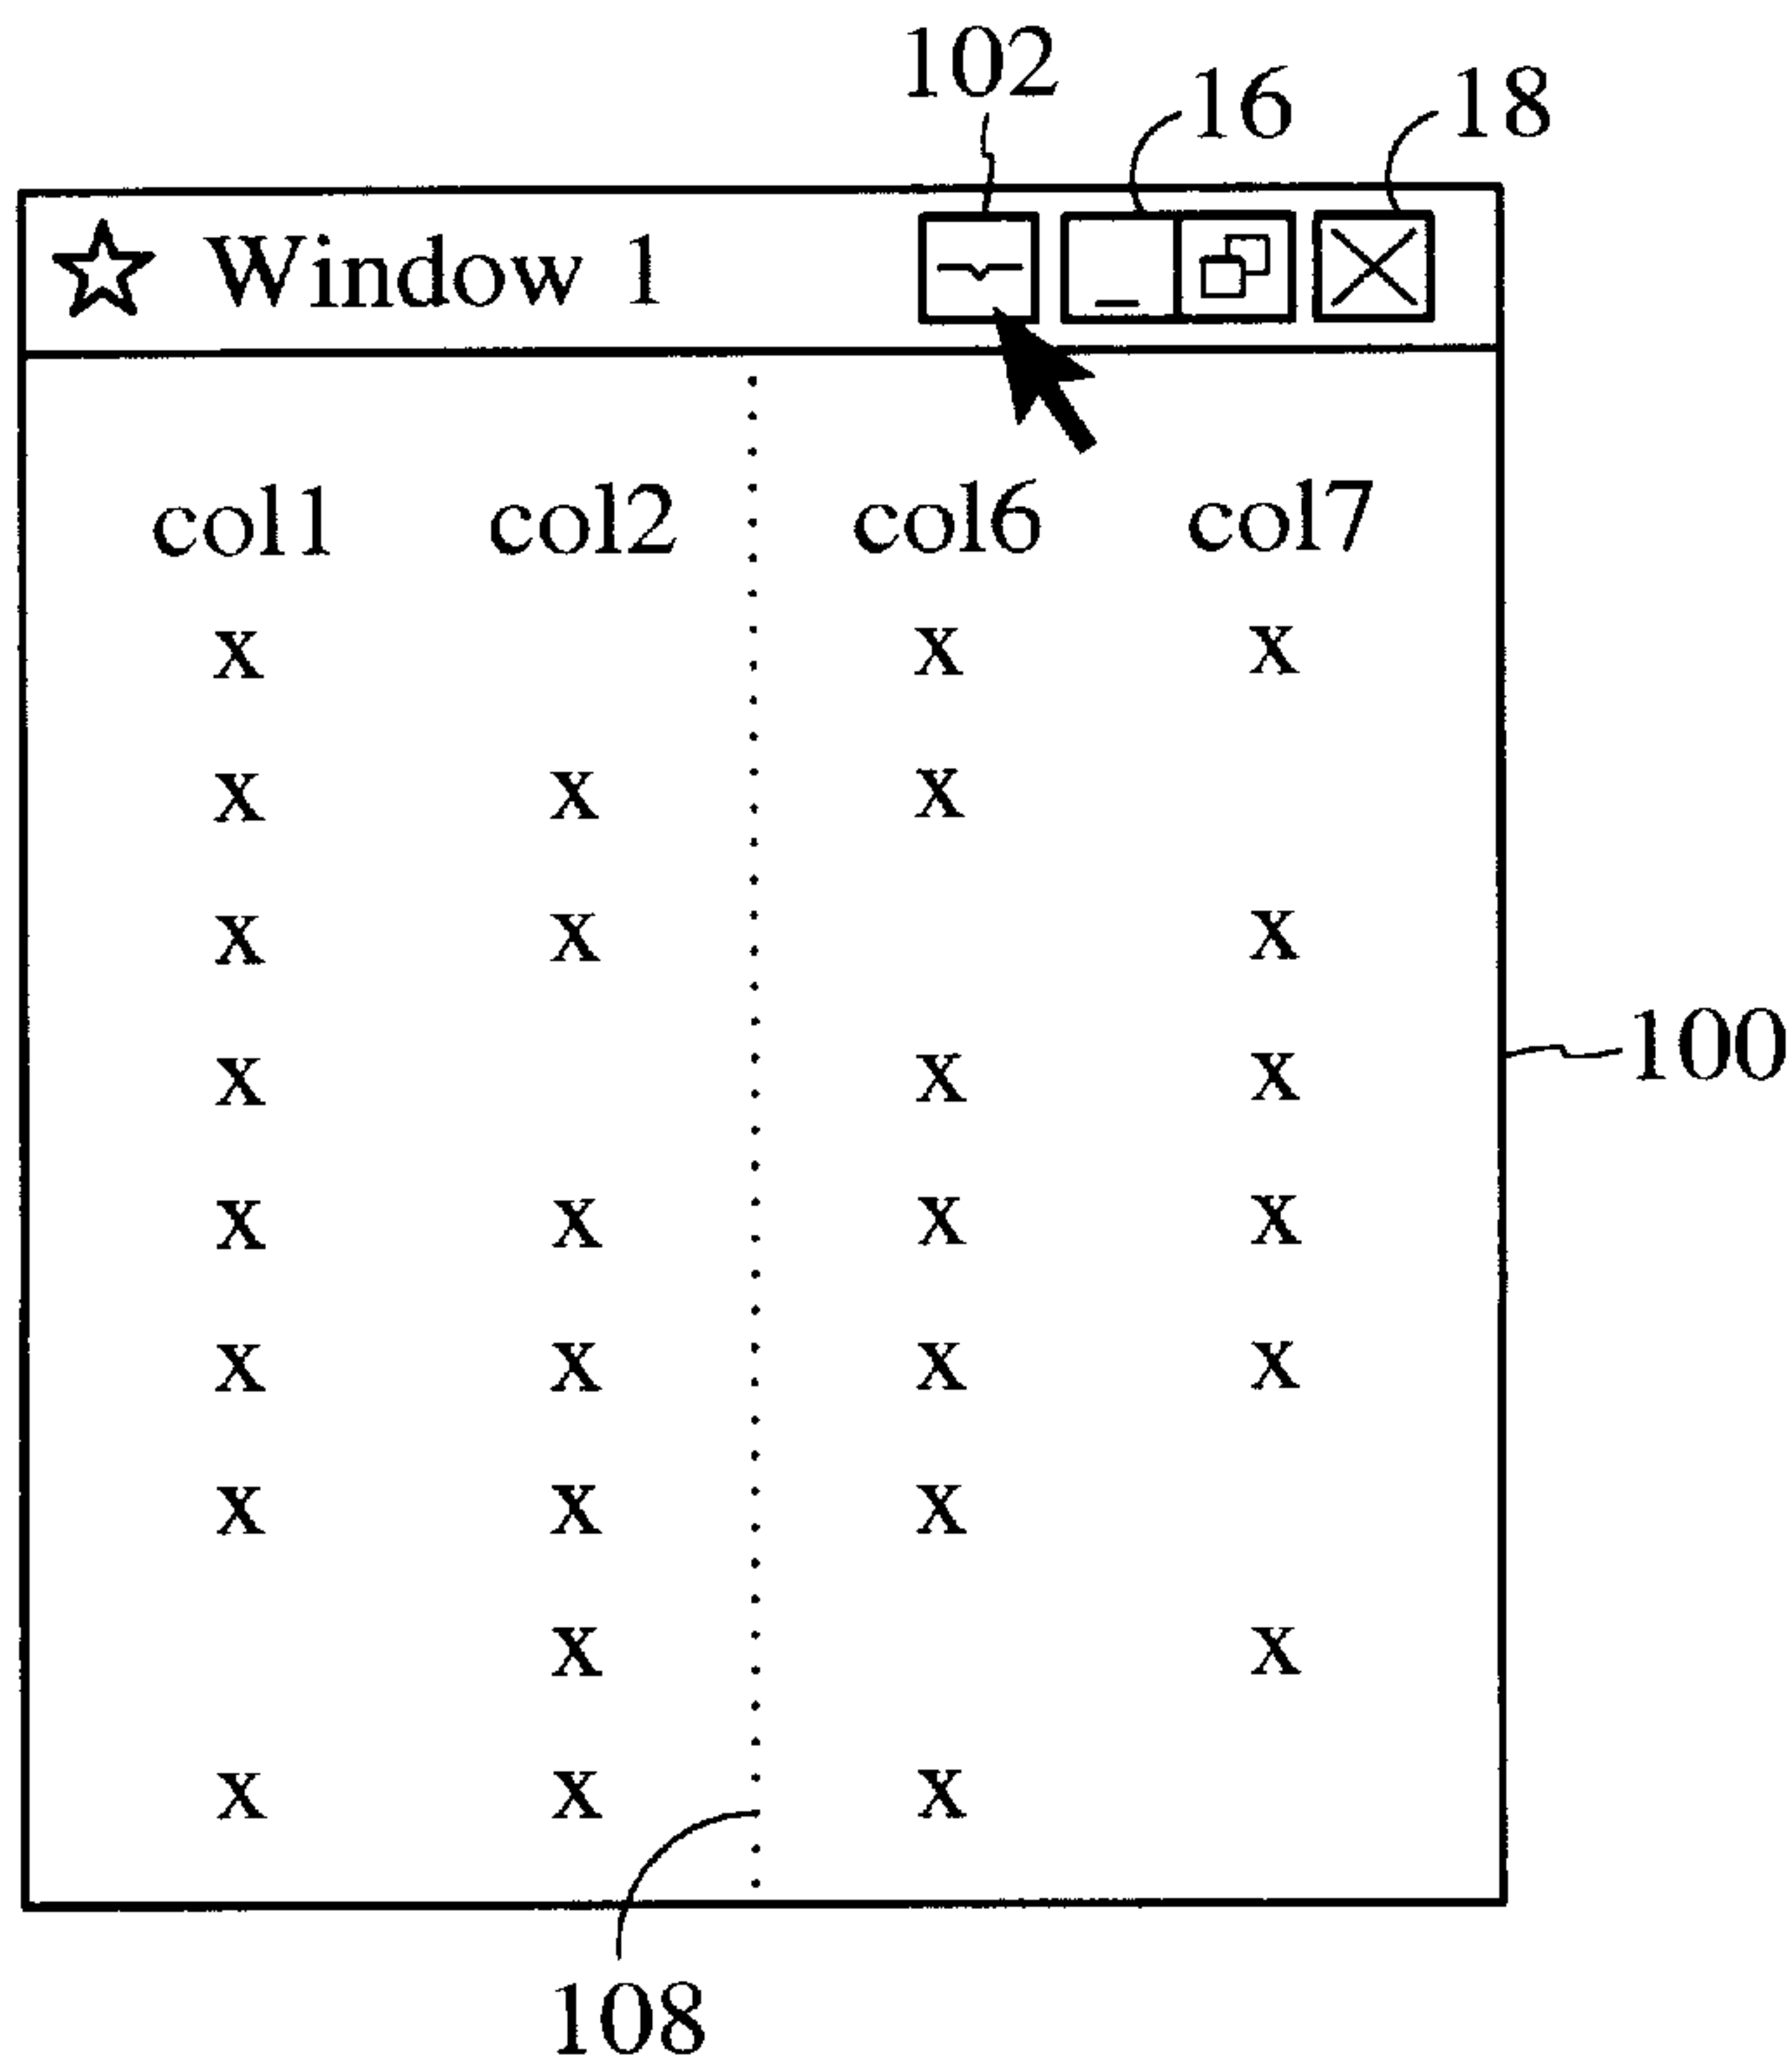 102
16
18
Window 1
col1 col2 col6 col7
x x x
x x x
x x x
x x x
x x x x
x x x x
x x x
x x
x x x
100
108